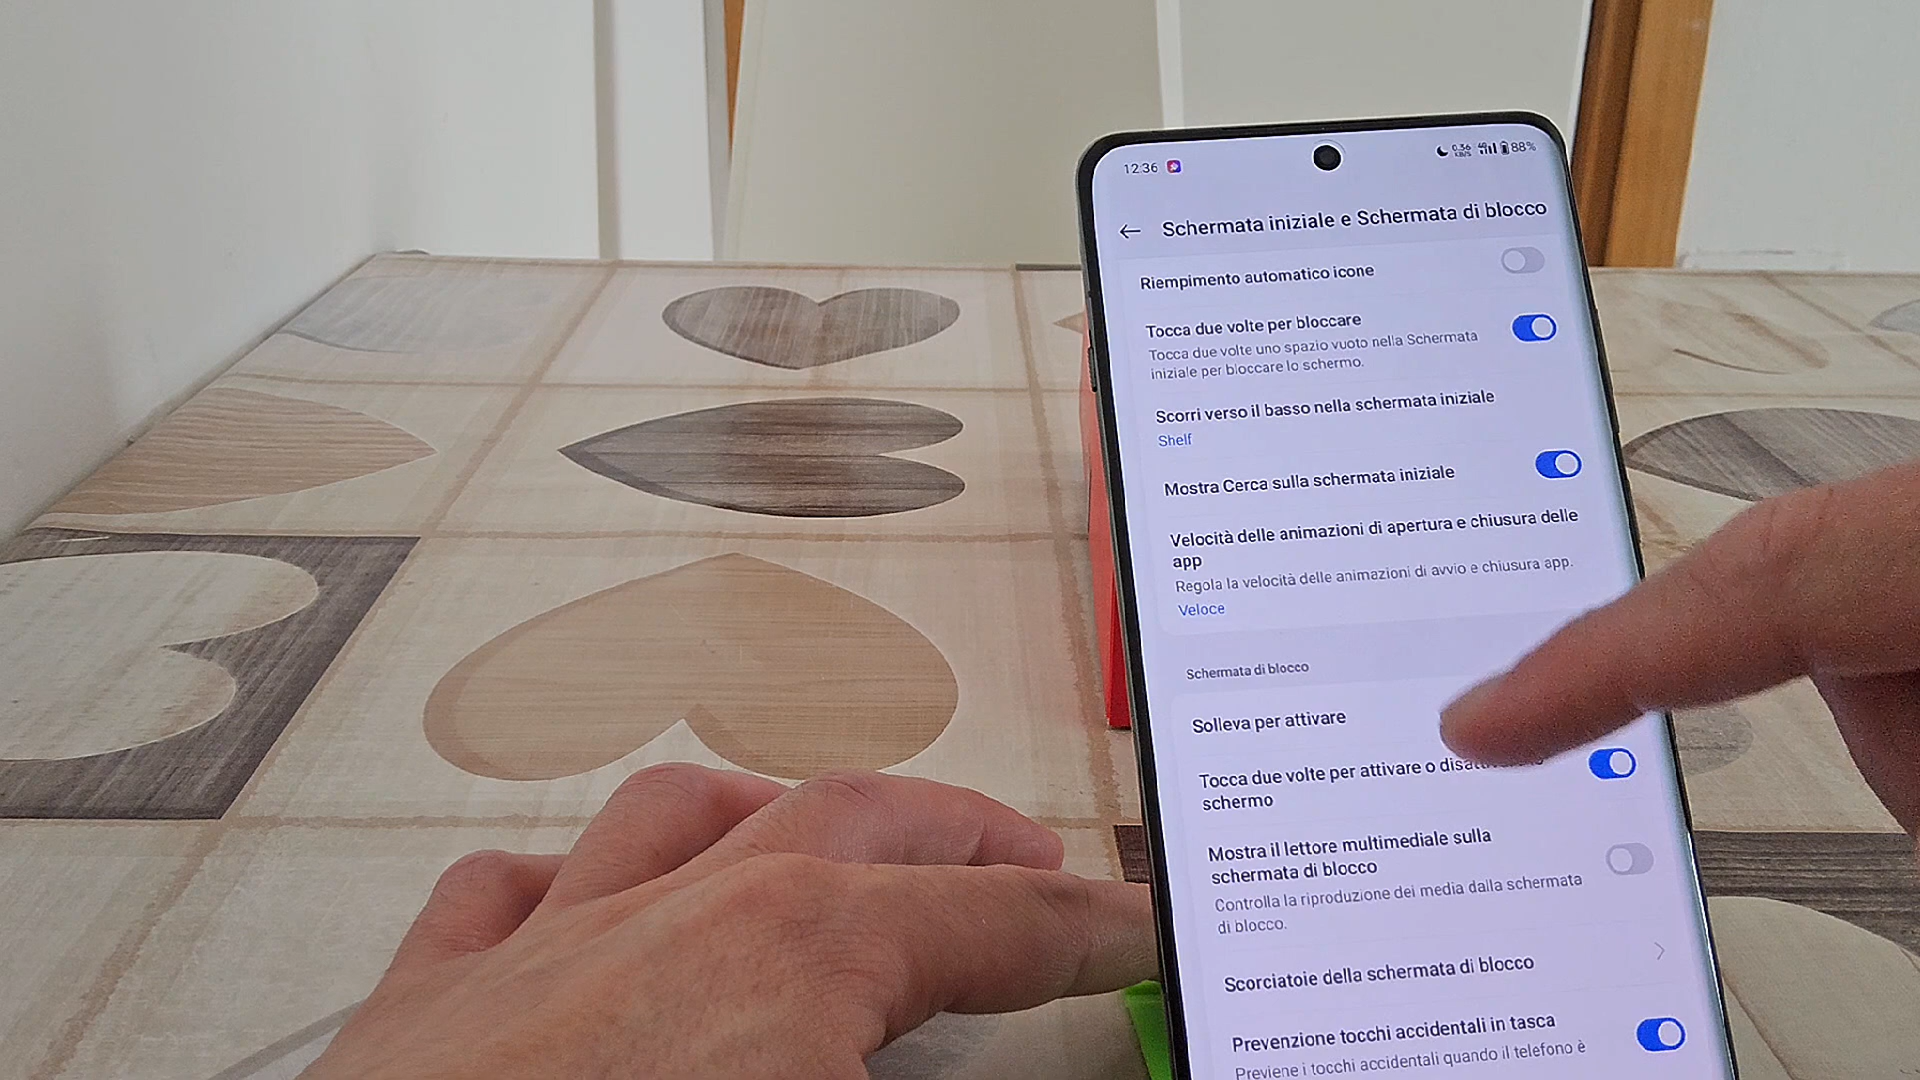 12:36
0.36 KB/S 4G 88%
Schermata iniziale e Schermata di blocco
Riempimento automatico icone
Tocca due volte per bloccare
Tocca due volte uno spazio vuoto nella Schermata
iniziale per bloccare lo schermo.
Scorri verso il basso nella schermata iniziale
Shelf
Mostra Cerca sulla schermata iniziale
Velocità delle animazioni di apertura e chiusura delle
app
Regola la velocità delle animazioni di avvio e chiusura app.
Veloce
Schermata di blocco
Solleva per attivare
Tocca due volte per attivare o
schermo
Mostra il lettore multimediale sulla
schermata di blocco
Controlla la riproduzione dei media dalla schermata
di blocco.
Scorciatoie della schermata di blocco
Prevenzione tocchi accidentali in tasca
Previene i tocchi accidentali quando il telefono è